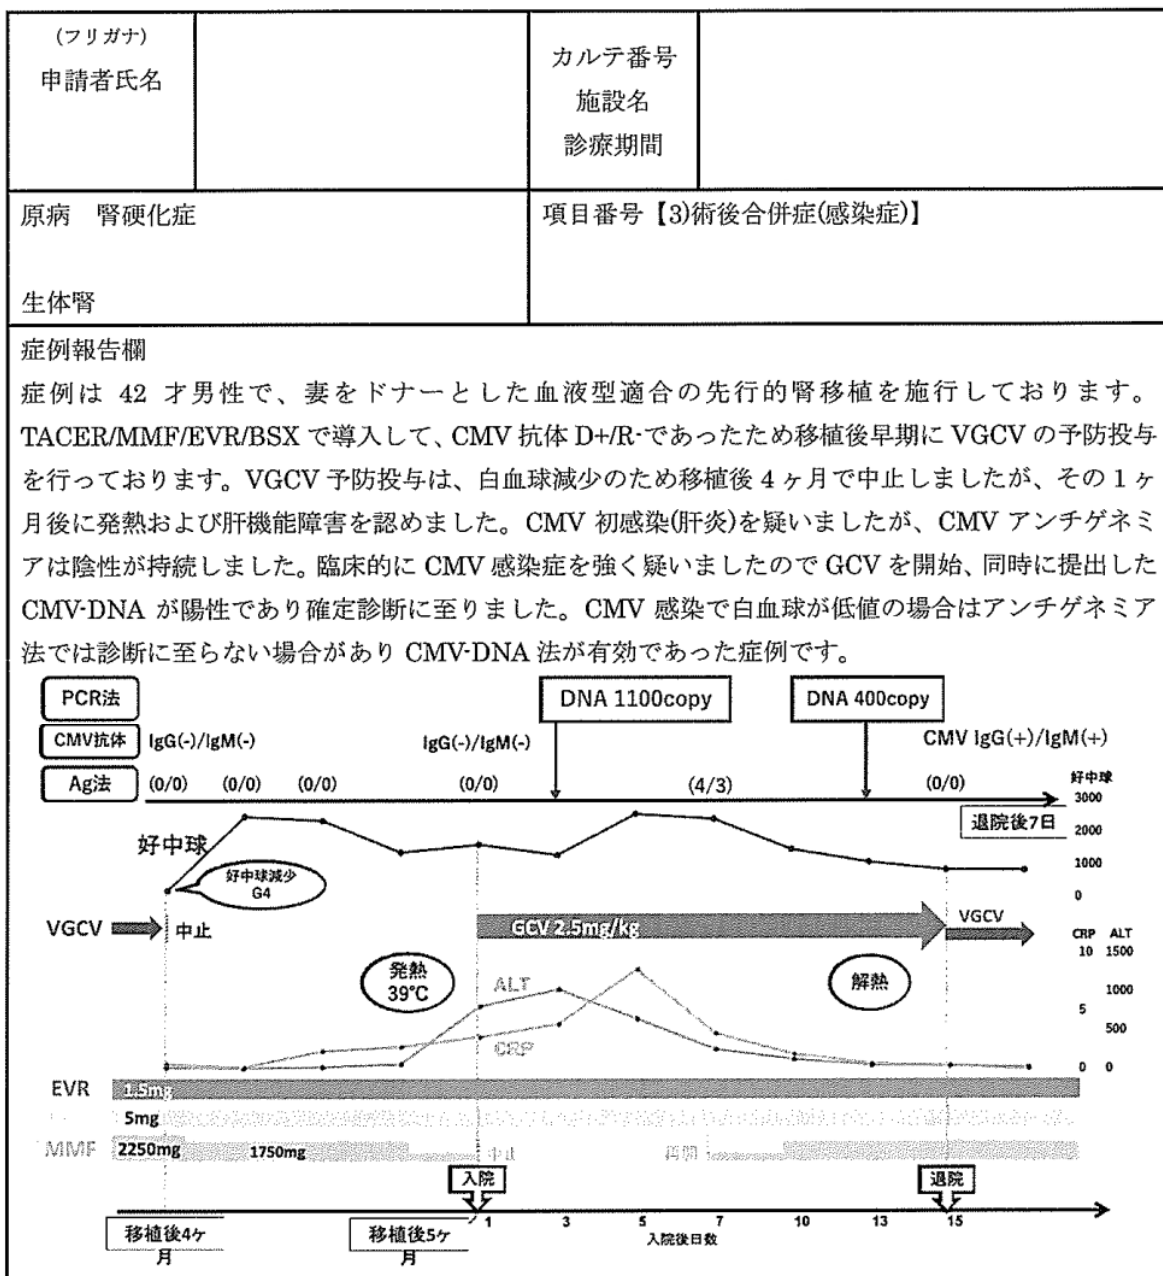 (フリガナ)
申請者氏名
カルテ番号
施設名
診療期間
原病　腎硬化症
生体腎
項目番号【3)術後合併症(感染症)】
症例報告欄
症例は 42 才男性で、妻をドナーとした血液型適合の先行的腎移植を施行しております。
TACER/MMF/EVR/BSX で導入して、CMV 抗体 D+/R-であったため移植後早期に VGCV の予防投与
を行っております。VGCV 予防投与は、白血球減少のため移植後 4 ヶ月で中止しましたが、その 1 ヶ
月後に発熱および肝機能障害を認めました。CMV 初感染(肝炎)を疑いましたが、CMV アンチゲネミ
アは陰性が持続しました。臨床的に CMV 感染症を強く疑いましたので GCV を開始、同時に提出した
CMV-DNA が陽性であり確定診断に至りました。CMV 感染で白血球が低値の場合はアンチゲネミア
法では診断に至らない場合があり CMV-DNA 法が有効であった症例です。
PCR法
DNA 1100copy
DNA 400copy
CMV抗体
IgG(-)/IgM(-)
IgG(-)/IgM(-)
CMV IgG(+)/IgM(+)
Ag法
(0/0)
(0/0)
(0/0)
(0/0)
(4/3)
(0/0)
好中球
3000
2000
1000
0
退院後7日
好中球
好中球減少
G4
VGCV
中止
GCV 2.5mg/kg
VGCV
CRP ALT
10 1500
1000
5
500
0 0
発熱
39℃
ALT
CRP
解熱
EVR
1.5mg
5mg
MMF
2250mg
1750mg
中止
再開
入院
退院
1
3
5
7
10
13
15
入院後日数
移植後4ヶ
月
移植後5ヶ
月